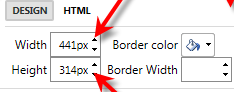 DESIGN HTML
Width 441px Border color
Height 314px Border Width